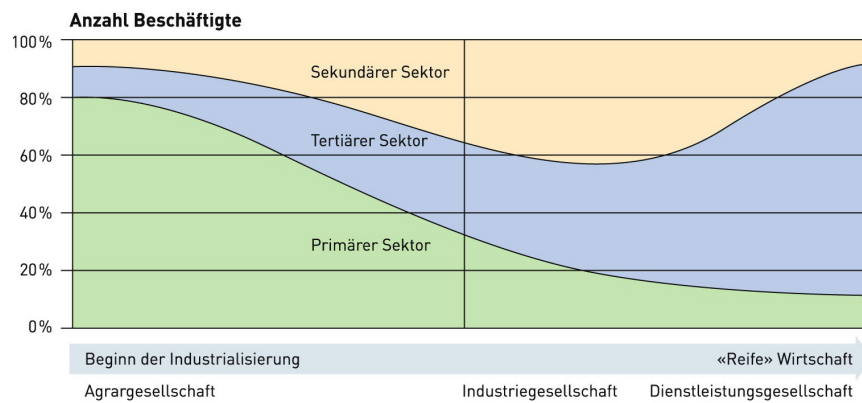 Anzahl Beschäftigte
100 %
80 %
60 %
40 %
20 %
0 %
Sekundärer Sektor
Tertiärer Sektor
Primärer Sektor
Beginn der Industrialisierung «Reife» Wirtschaft
Agrargesellschaft Industriegesellschaft Dienstleistungsgesellschaft